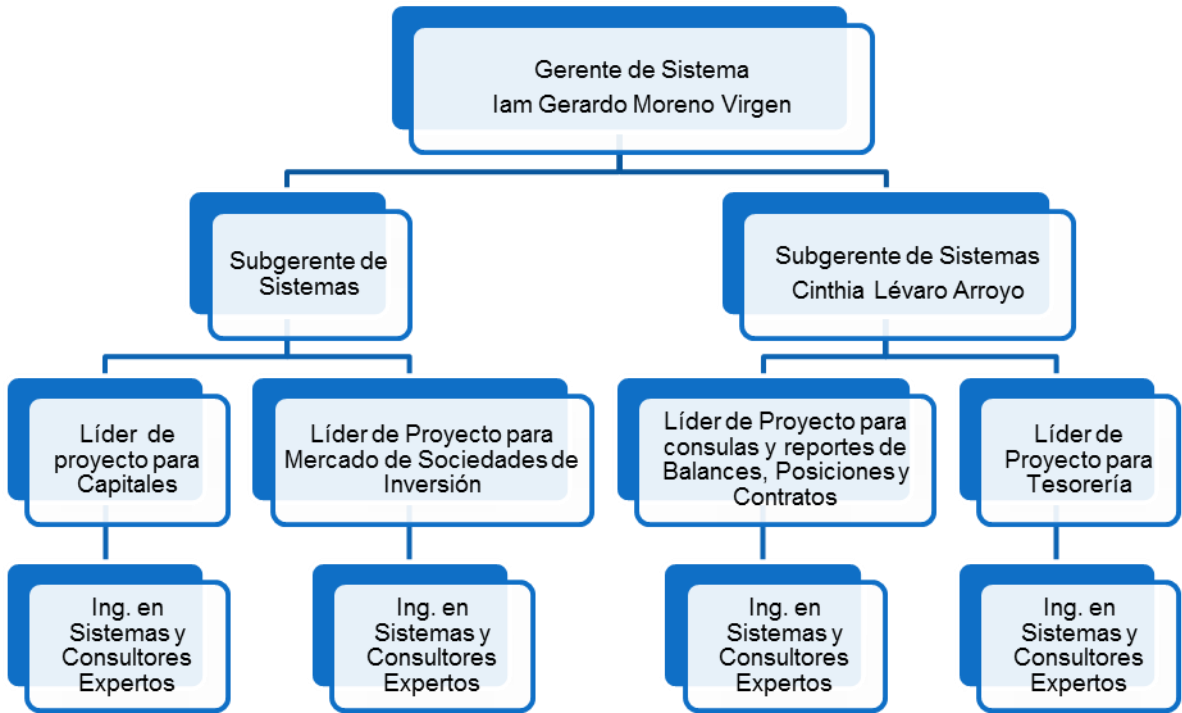 Gerente de Sistema
Iam Gerardo Moreno Virgen
Subgerente de
Sistemas
Subgerente de Sistemas
Cinthia Lévaro Arroyo
Líder de
proyecto para
Capitales
Líder de Proyecto para
Mercado de Sociedades de
Inversión
Líder de Proyecto para
consulas y reportes de
Balances, Posiciones y
Contratos
Líder de
Proyecto para
Tesorería
Ing. en
Sistemas y
Consultores
Expertos
Ing. en
Sistemas y
Consultores
Expertos
Ing. en
Sistemas y
Consultores
Expertos
Ing. en
Sistemas y
Consultores
Expertos